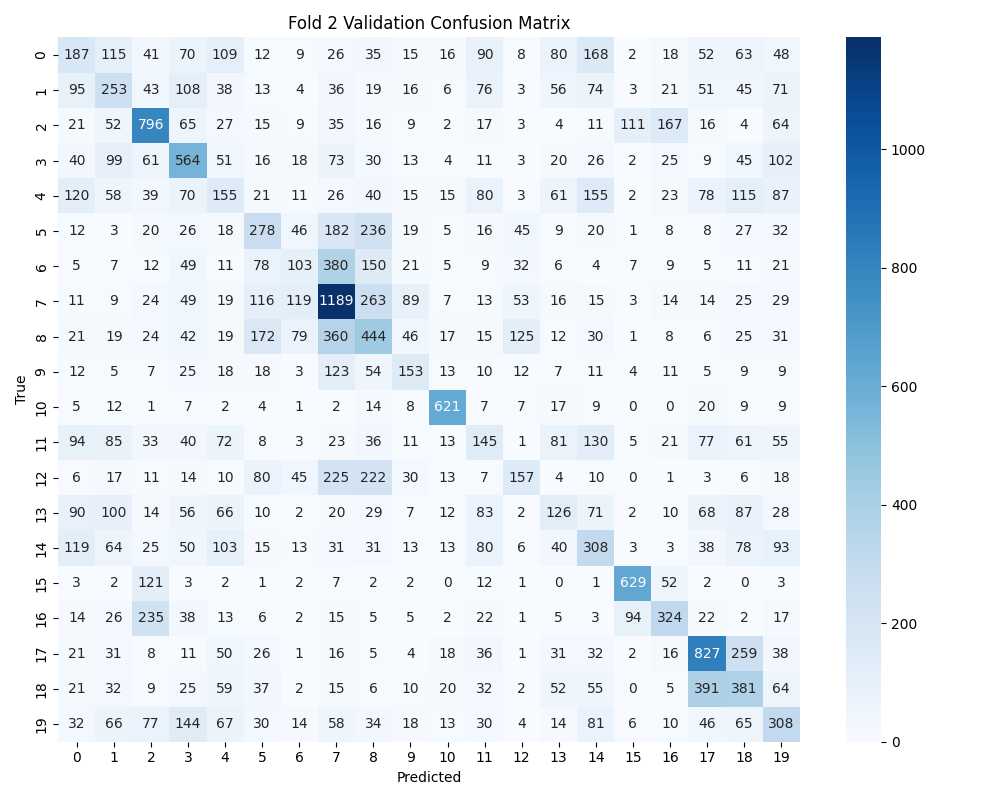 Fold 2 Validation Confusion Matrix
0 187 115 41 70 109 12 9 26 35 15 16 90 8 80 168 2 18 52 63 48
1 95 253 43 108 38 13 4 36 19 16 6 76 3 56 74 3 21 51 45 71
2 21 52 796 65 27 15 9 35 16 9 2 17 3 4 11 111 167 16 4 64
3 40 99 61 564 51 16 18 73 30 13 4 11 3 20 26 2 25 9 45 102
4 120 58 39 70 155 21 11 26 40 15 15 80 3 61 155 2 23 78 115 87
5 12 3 20 26 18 278 46 182 236 19 5 16 45 9 20 1 8 8 27 32
6 5 7 12 49 11 78 103 380 150 21 5 9 32 6 4 7 9 5 11 21
7 11 9 24 49 19 116 119 1189 263 89 7 13 53 16 15 3 14 14 25 29
8 21 19 24 42 19 172 79 360 444 46 17 15 125 12 30 1 8 6 25 31
9 12 5 7 25 18 18 3 123 54 153 13 10 12 7 11 4 11 5 9 9
10 5 12 1 7 2 4 1 2 14 8 621 7 7 17 9 0 0 20 9 9
11 94 85 33 40 72 8 3 23 36 11 13 145 1 81 130 5 21 77 61 55
12 6 17 11 14 10 80 45 225 222 30 13 7 157 4 10 0 1 3 6 18
13 90 100 14 56 66 10 2 20 29 7 12 83 2 126 71 2 10 68 87 28
14 119 64 25 50 103 15 13 31 31 13 13 80 6 40 308 3 3 38 78 93
15 3 2 121 3 2 1 2 7 2 2 0 12 1 0 1 629 52 2 0 3
16 14 26 235 38 13 6 2 15 5 5 2 22 1 5 3 94 324 22 2 17
17 21 31 8 11 50 26 1 16 5 4 18 36 1 31 32 2 16 827 259 38
18 21 32 9 25 59 37 2 15 6 10 20 32 2 52 55 0 5 391 381 64
19 32 66 77 144 67 30 14 58 34 18 13 30 4 14 81 6 10 46 65 308
0 1 2 3 4 5 6 7 8 9 10 11 12 13 14 15 16 17 18 19
Predicted
True
1000
800
600
400
200
0